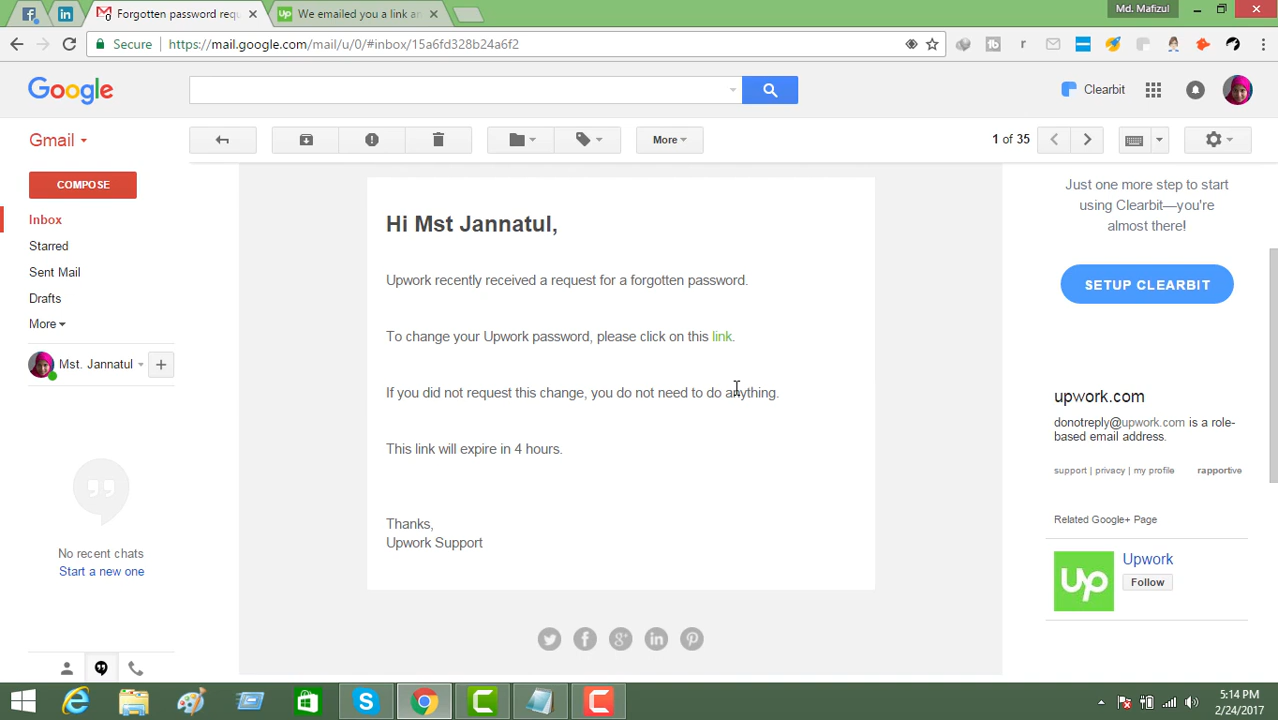 Forgotten password req
We emailed you a link a
Md. Mafizul
Secure
https://mail.google.com/mail/u/0/#inbox/15a6fd328b24a6f2
Google
Clearbit
Gmail
More
1 of 35
COMPOSE
Inbox
Starred
Sent Mail
Drafts
More
Mst. Jannatul
No recent chats
Start a new one
Hi Mst Jannatul,
Upwork recently received a request for a forgotten password.
To change your Upwork password, please click on this link.
If you did not request this change, you do not need to do anything.
This link will expire in 4 hours.
Thanks,
Upwork Support
Just one more step to start
using Clearbit—you're
almost there!
SETUP CLEARBIT
upwork.com
donotreply@upwork.com is a role-
based email address.
support | privacy | my profile rapportive
Related Google+ Page
Up
Upwork
Follow
5:14 PM
2/24/2017